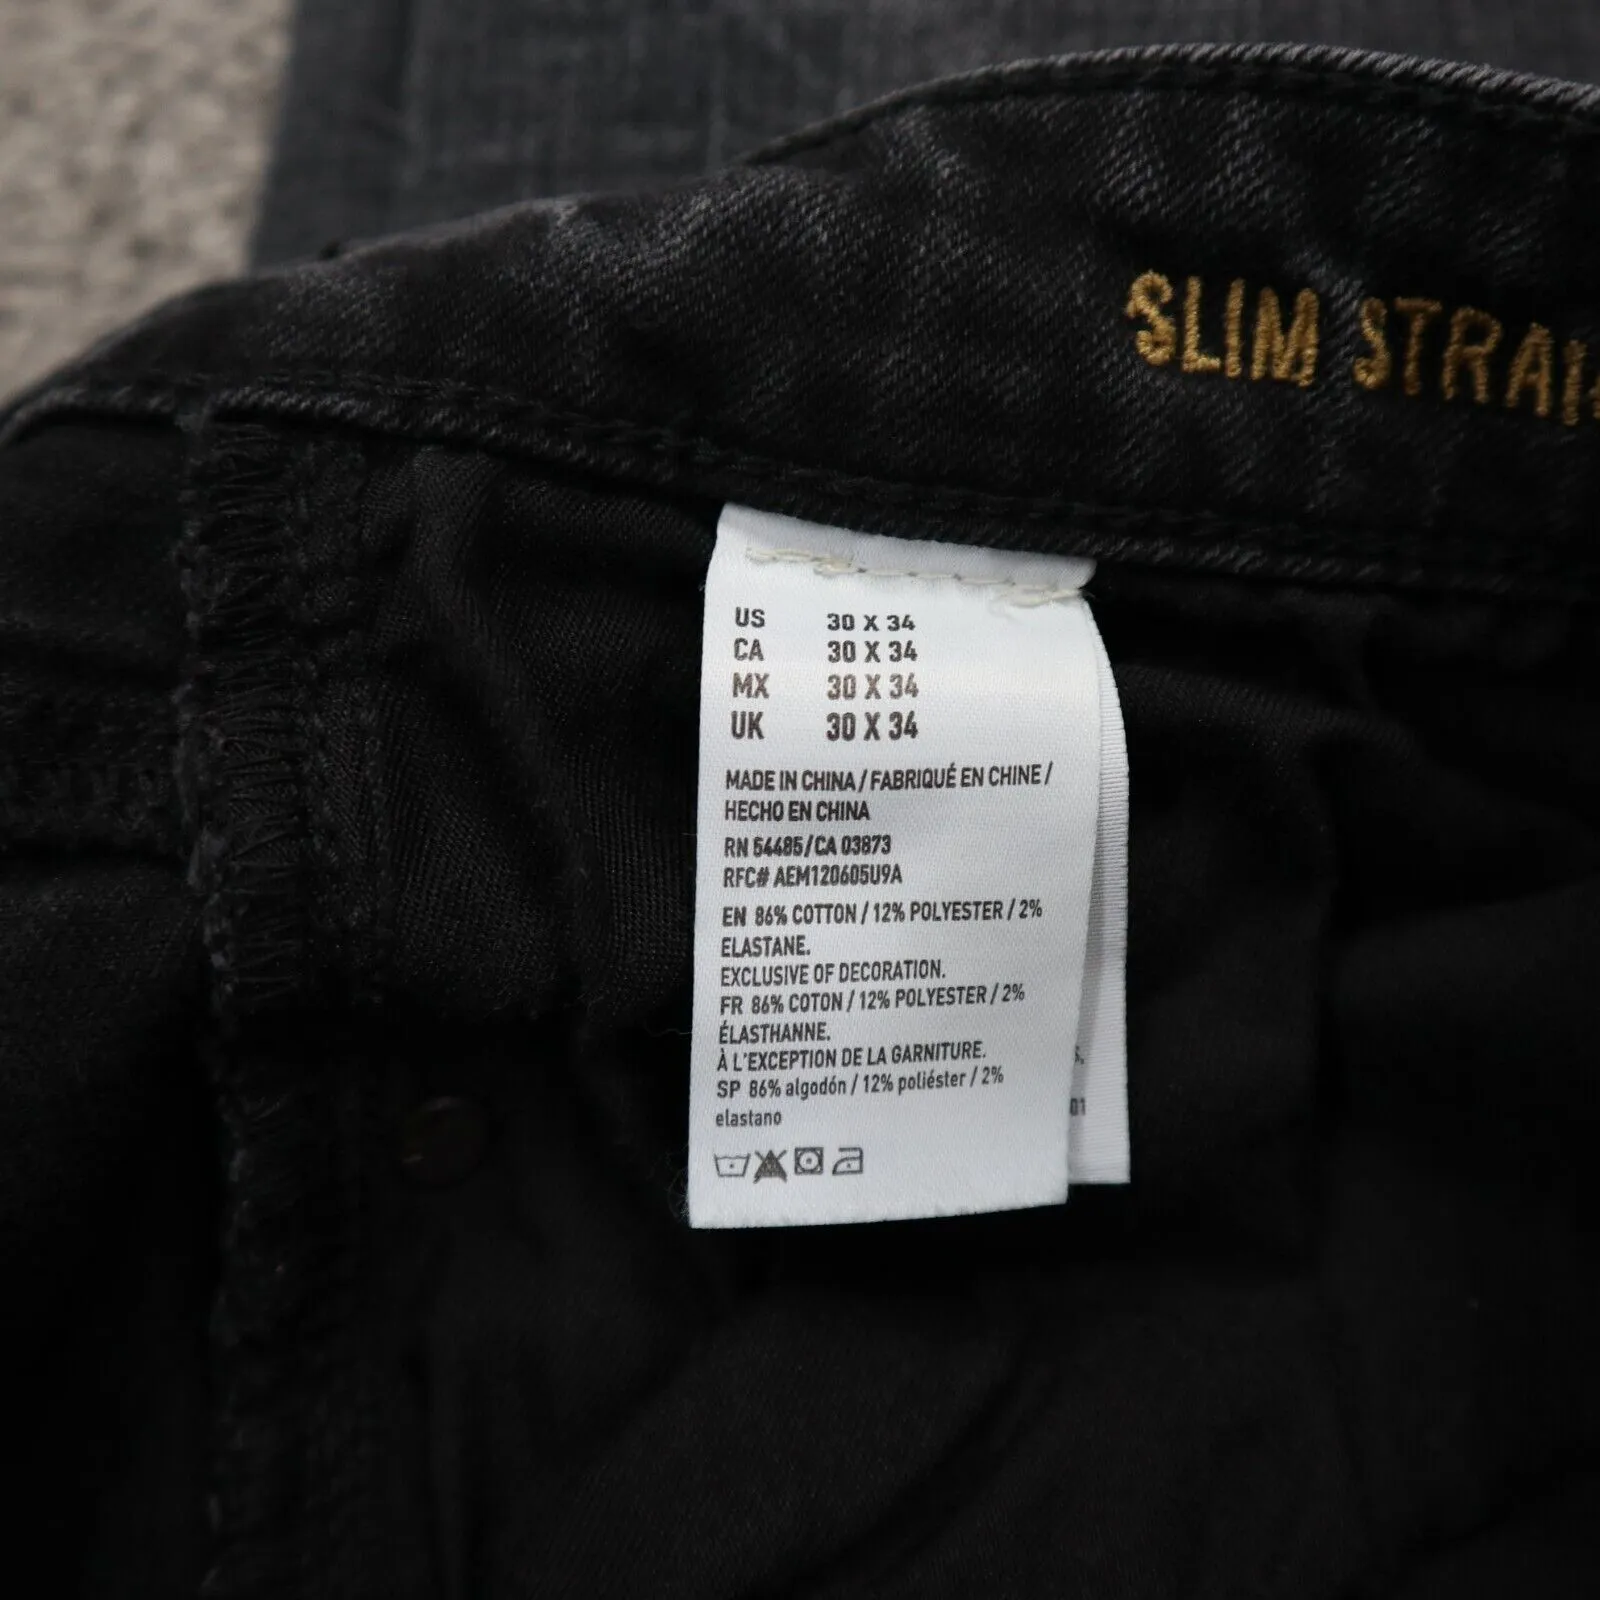 SLIM STRAIG
US 30 X 34
CA 30 X 34
MX 30 X 34
UK 30 X 34
MADE IN CHINA / FABRIQUÉ EN CHINE /
HECHO EN CHINA
RN 54485/CA 03873
RFC# AEM120605U9A
EN 86% COTTON / 12% POLYESTER / 2%
ELASTANE.
EXCLUSIVE OF DECORATION.
FR 86% COTON / 12% POLYESTER / 2%
ÉLASTHANNE.
À L'EXCEPTION DE LA GARNITURE.
SP 86% algodón / 12% poliéster / 2%
elastano
S,
01